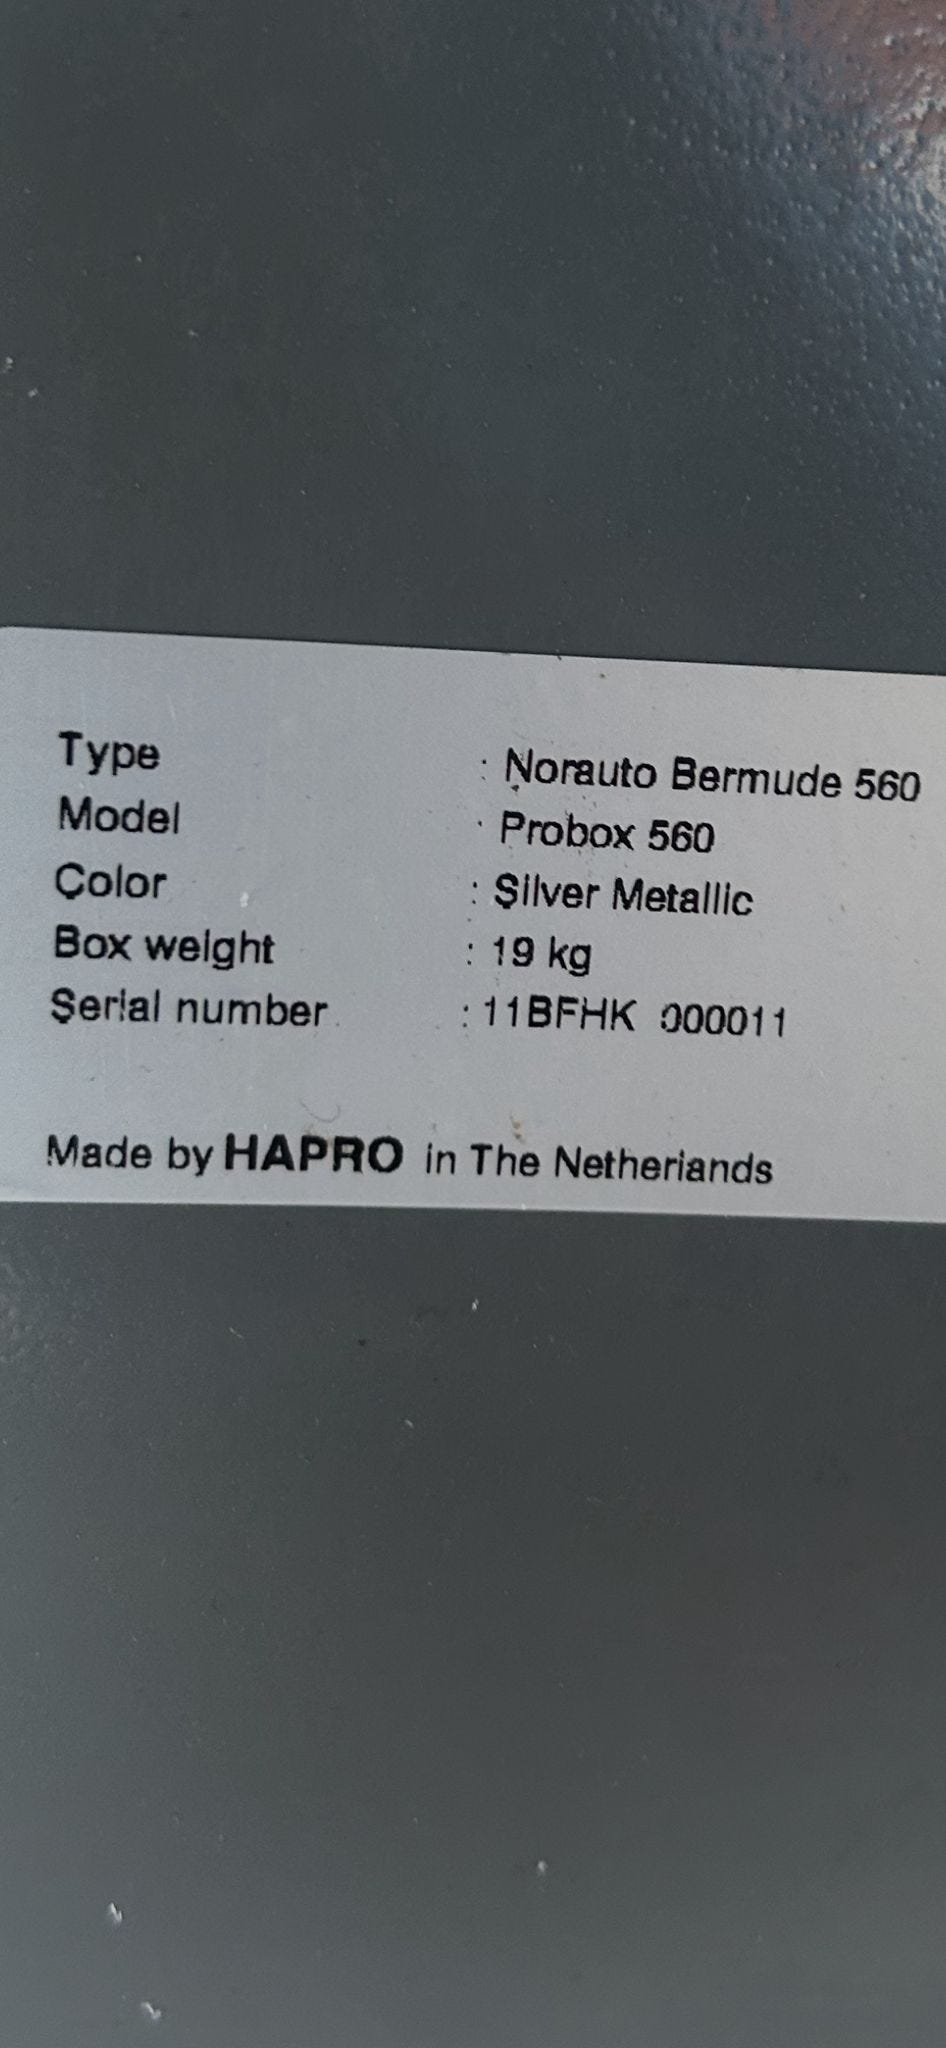 Type : Norauto Bermude 560
Model : Probox 560
Color : Silver Metallic
Box weight : 19 kg
Serial number : 11BFHK 000011
Made by HAPRO in The Netherlands